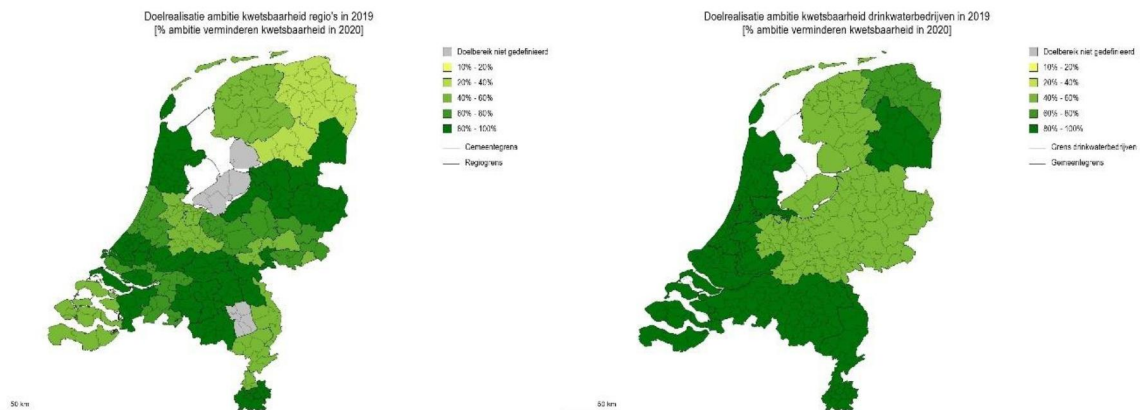 Doelrealisatie ambitie kwetsbaarheid regio's in 2019
[% ambitie verminderen kwetsbaarheid in 2020]
Doelbereik niet gedefinieerd
10% - 20%
20% - 40%
40% - 60%
60% - 80%
80% - 100%
Gemeentegrens
Regiogrens
50 km
Doelrealisatie ambitie kwetsbaarheid drinkwaterbedrijven in 2019
[% ambitie verminderen kwetsbaarheid in 2020]
Doelbereik niet gedefinieerd
10% - 20%
20% - 40%
40% - 60%
60% - 80%
80% - 100%
Grens drinkwaterbedrijven
Gemeentegrens
50 km